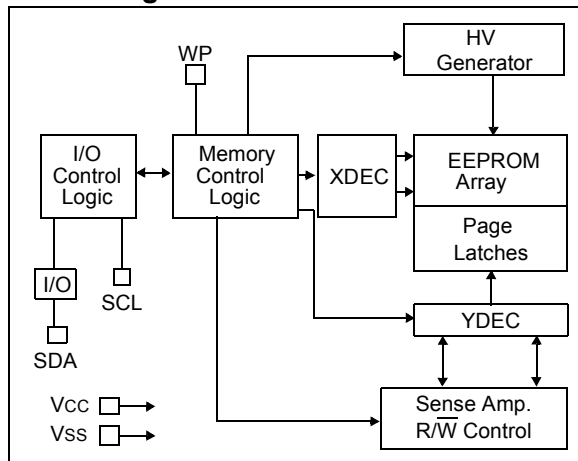 HV
Generator
WP
I/O
Control
Logic
Memory
Control
Logic
XDEC
EEPROM
Array
Page
Latches
I/O
SCL
SDA
YDEC
VCC
VSS
Sense Amp.
R/W̅ Control